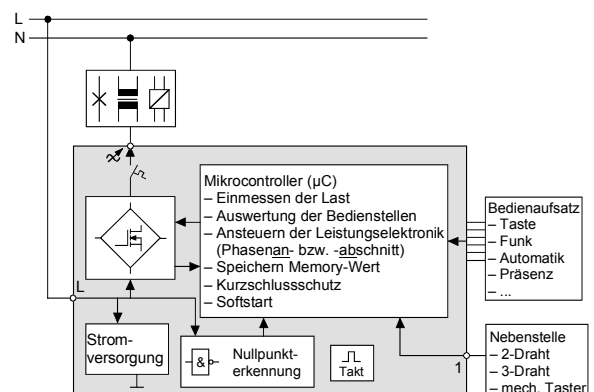 L
N
Mikrocontroller (µC)
– Einmessen der Last
– Auswertung der Bedienstellen
– Ansteuern der Leistungselektronik
(Phasenan- bzw. -abschnitt)
– Speichern Memory-Wert
– Kurzschlussschutz
– Softstart
Bedienaufsatz
– Taste
– Funk
– Automatik
– Präsenz
– ...
L
Strom-
versorgung
&
Nullpunkt-
erkennung
Takt
1
Nebenstelle
– 2-Draht
– 3-Draht
– mech. Taster